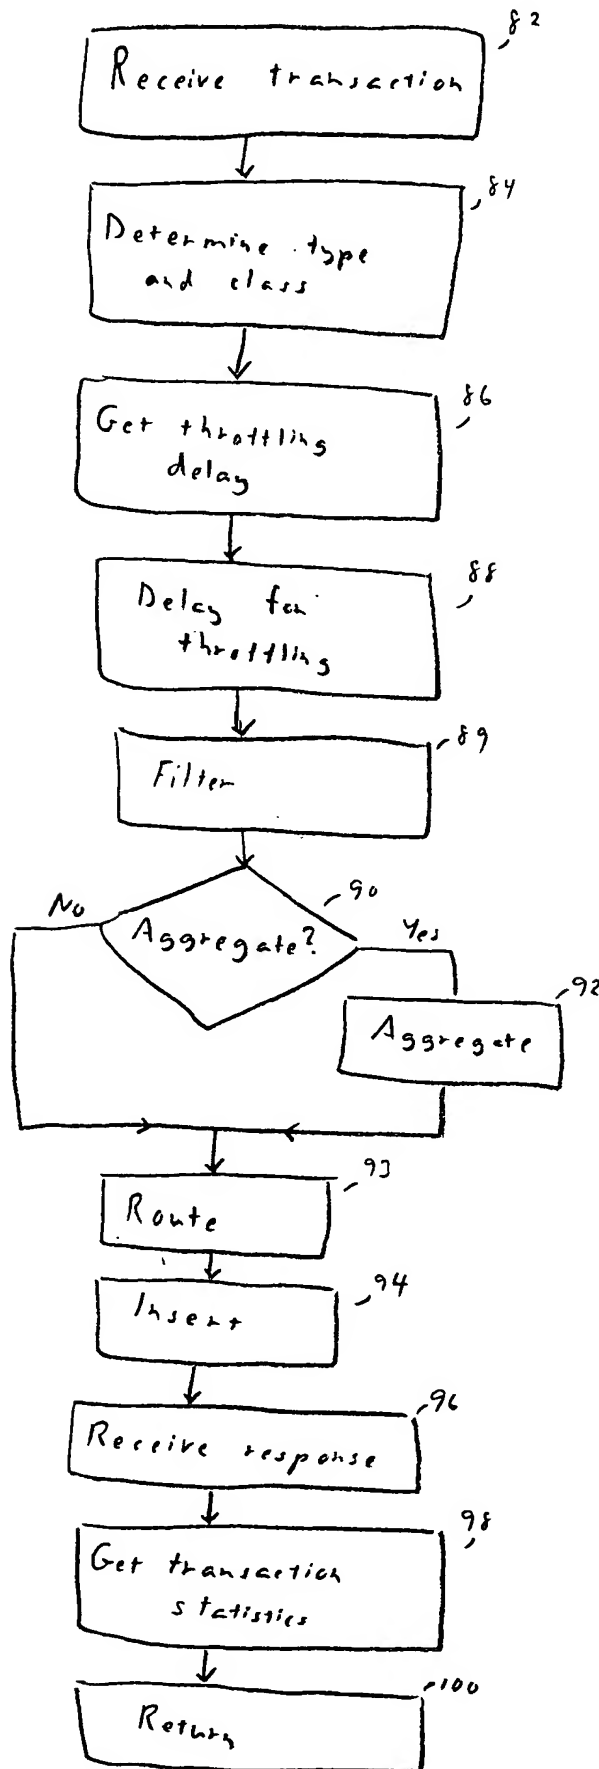 82
Receive transaction
84
Determine type
and class
86
Get throttling
delay
88
Delay for
throttling
89
Filter
90
No
Aggregate?
Yes
92
Aggregate
93
Route
94
Insert
96
Receive response
98
Get transaction
statistics
100
Return